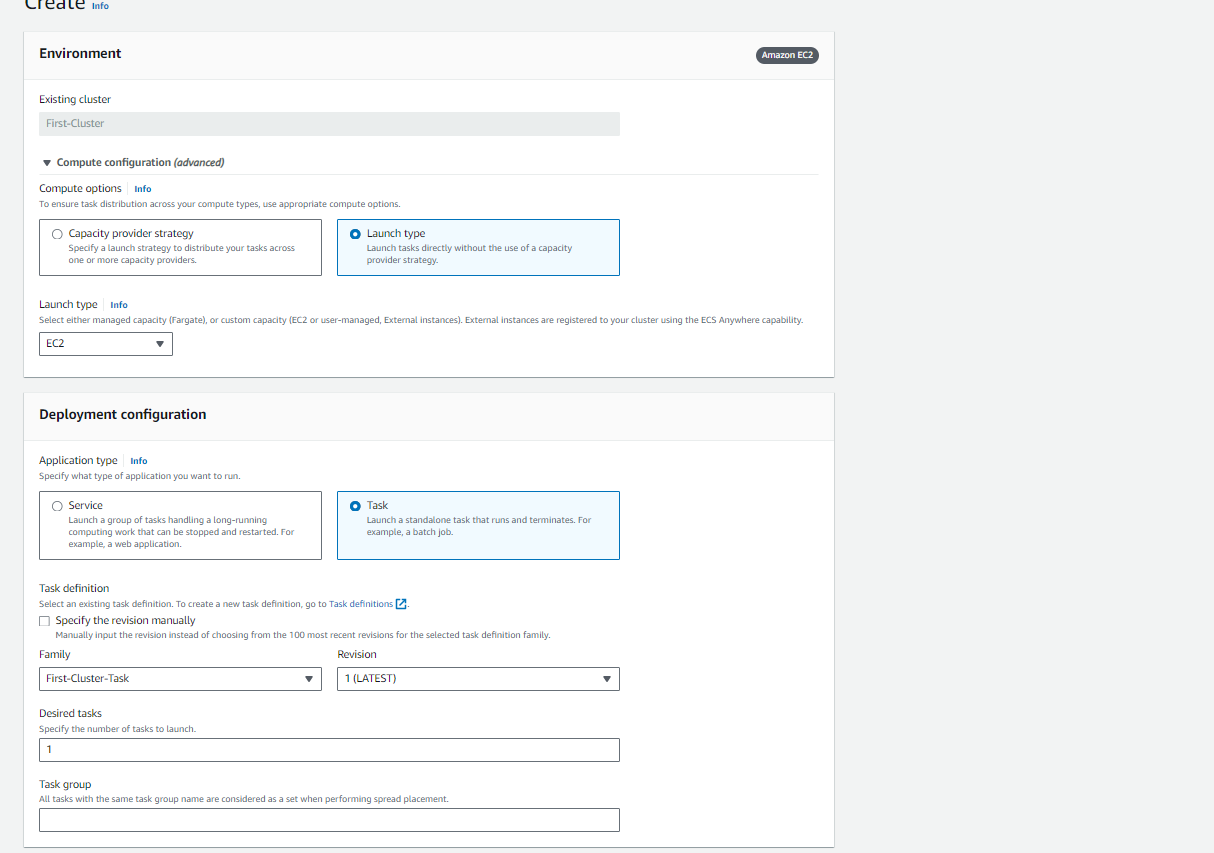 Create Info
Environment
Amazon EC2
Existing cluster
First-Cluster
Compute configuration (advanced)
Compute options Info
To ensure task distribution across your compute types, use appropriate compute options.
Capacity provider strategy
Specify a launch strategy to distribute your tasks across
one or more capacity providers.
Launch type
Launch tasks directly without the use of a capacity
provider strategy.
Launch type Info
Select either managed capacity (Fargate), or custom capacity (EC2 or user-managed, External instances). External instances are registered to your cluster using the ECS Anywhere capability.
EC2
Deployment configuration
Application type Info
Specify what type of application you want to run.
Service
Launch a group of tasks handling a long-running
computing work that can be stopped and restarted. For
example, a web application.
Task
Launch a standalone task that runs and terminates. For
example, a batch job.
Task definition
Select an existing task definition. To create a new task definition, go to Task definitions.
Specify the revision manually
Manually input the revision instead of choosing from the 100 most recent revisions for the selected task definition family.
Family
First-Cluster-Task
Revision
1 (LATEST)
Desired tasks
Specify the number of tasks to launch.
1
Task group
All tasks with the same task group name are considered as a set when performing spread placement.